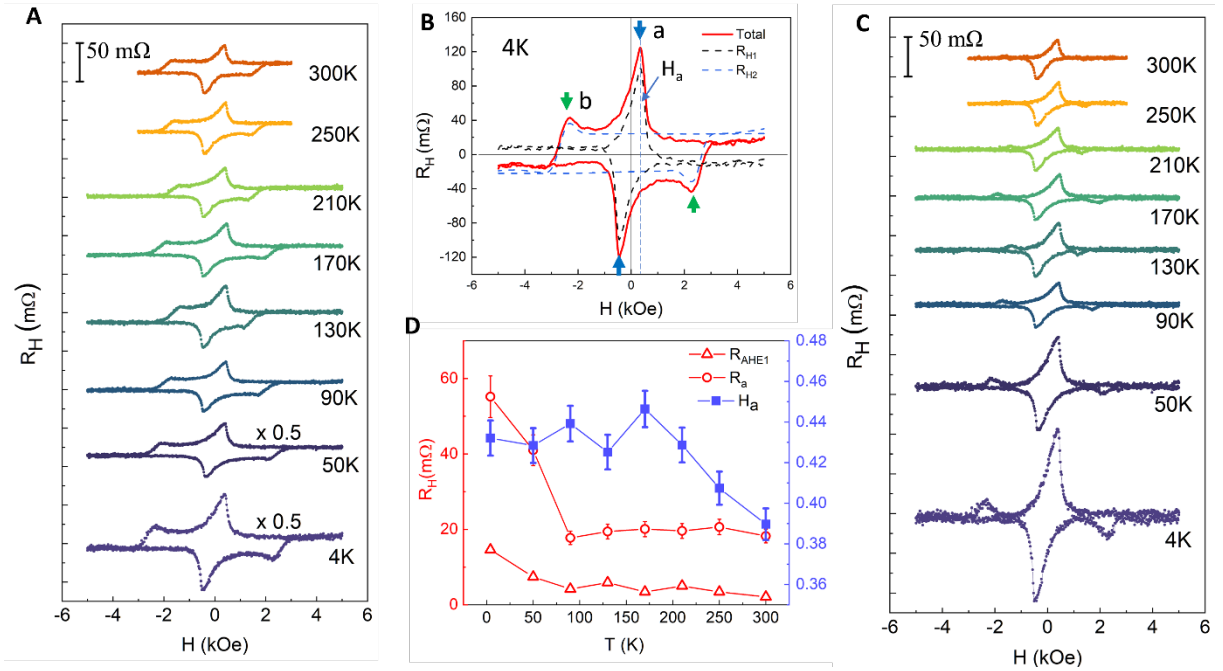 A
50 mΩ
300K
250K
210K
170K
130K
90K
x 0.5
50K
x 0.5
4K
R_H (mΩ)
-6 -4 -2 0 2 4 6
H (kOe)
B
4K
a
Total
R_H1
R_H2
H_a
b
160
120
80
40
0
-40
-80
-120
R_H (mΩ)
-6 -4 -2 0 2 4 6
H (kOe)
D
R_AHE1
R_a
H_a
60
40
20
0
R_H(mΩ)
0.48
0.46
0.44
0.42
0.40
0.38
0.36
0 50 100 150 200 250 300
T (K)
C
50 mΩ
300K
250K
210K
170K
130K
90K
50K
4K
R_H (mΩ)
-6 -4 -2 0 2 4 6
H (kOe)